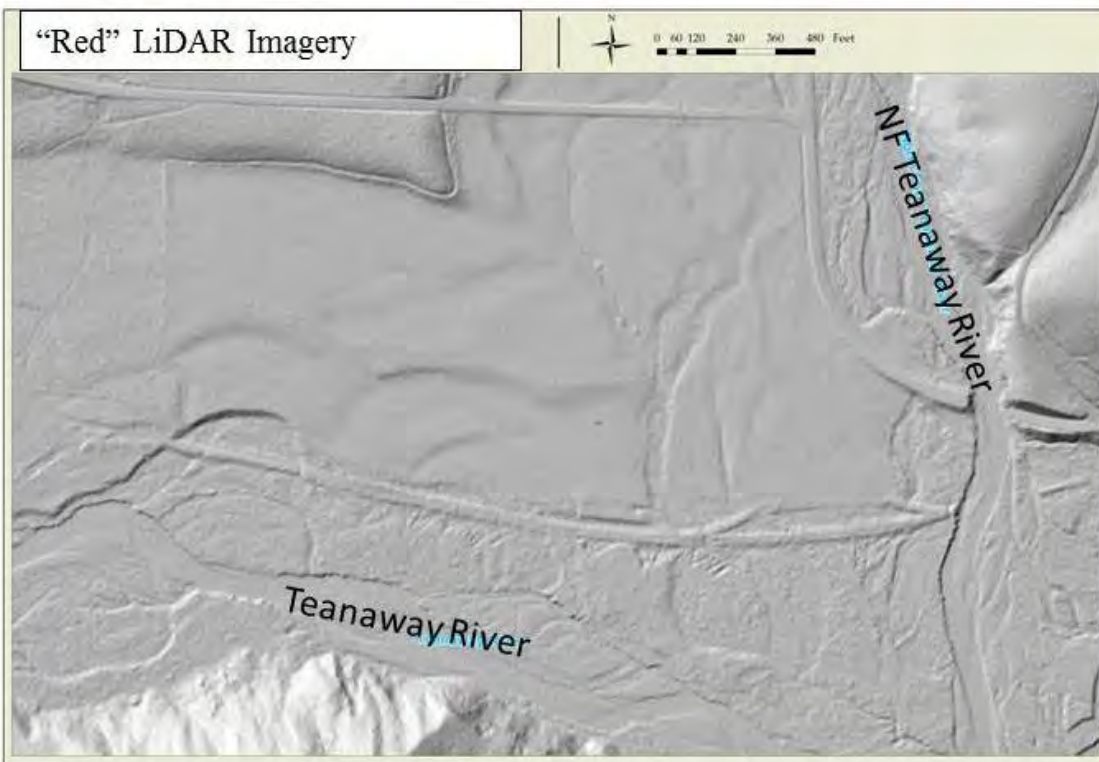 “Red” LiDAR Imagery
N
0 60 120 240 360 480 Feet
NF Teanaway River
Teanaway River